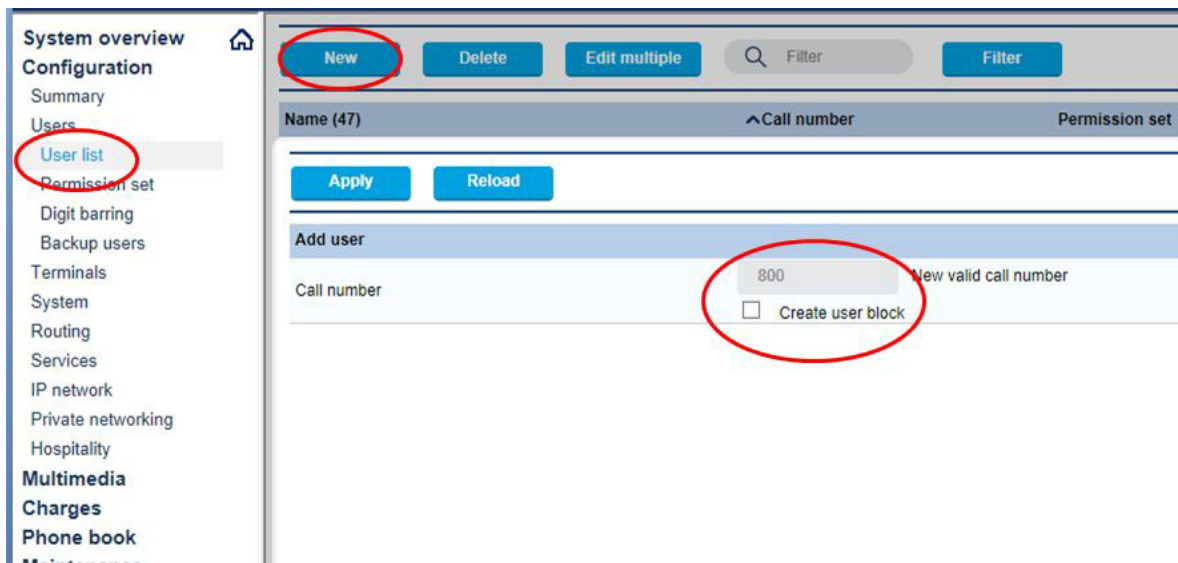 System overview
Configuration
Summary
Users
User list
Permission set
Digit barring
Backup users
Terminals
System
Routing
Services
IP network
Private networking
Hospitality
Multimedia
Charges
Phone book
Maintenance
New Delete Edit multiple Filter Filter
Name (47) Call number Permission set
Apply Reload
Add user
Call number 800 New valid call number
Create user block